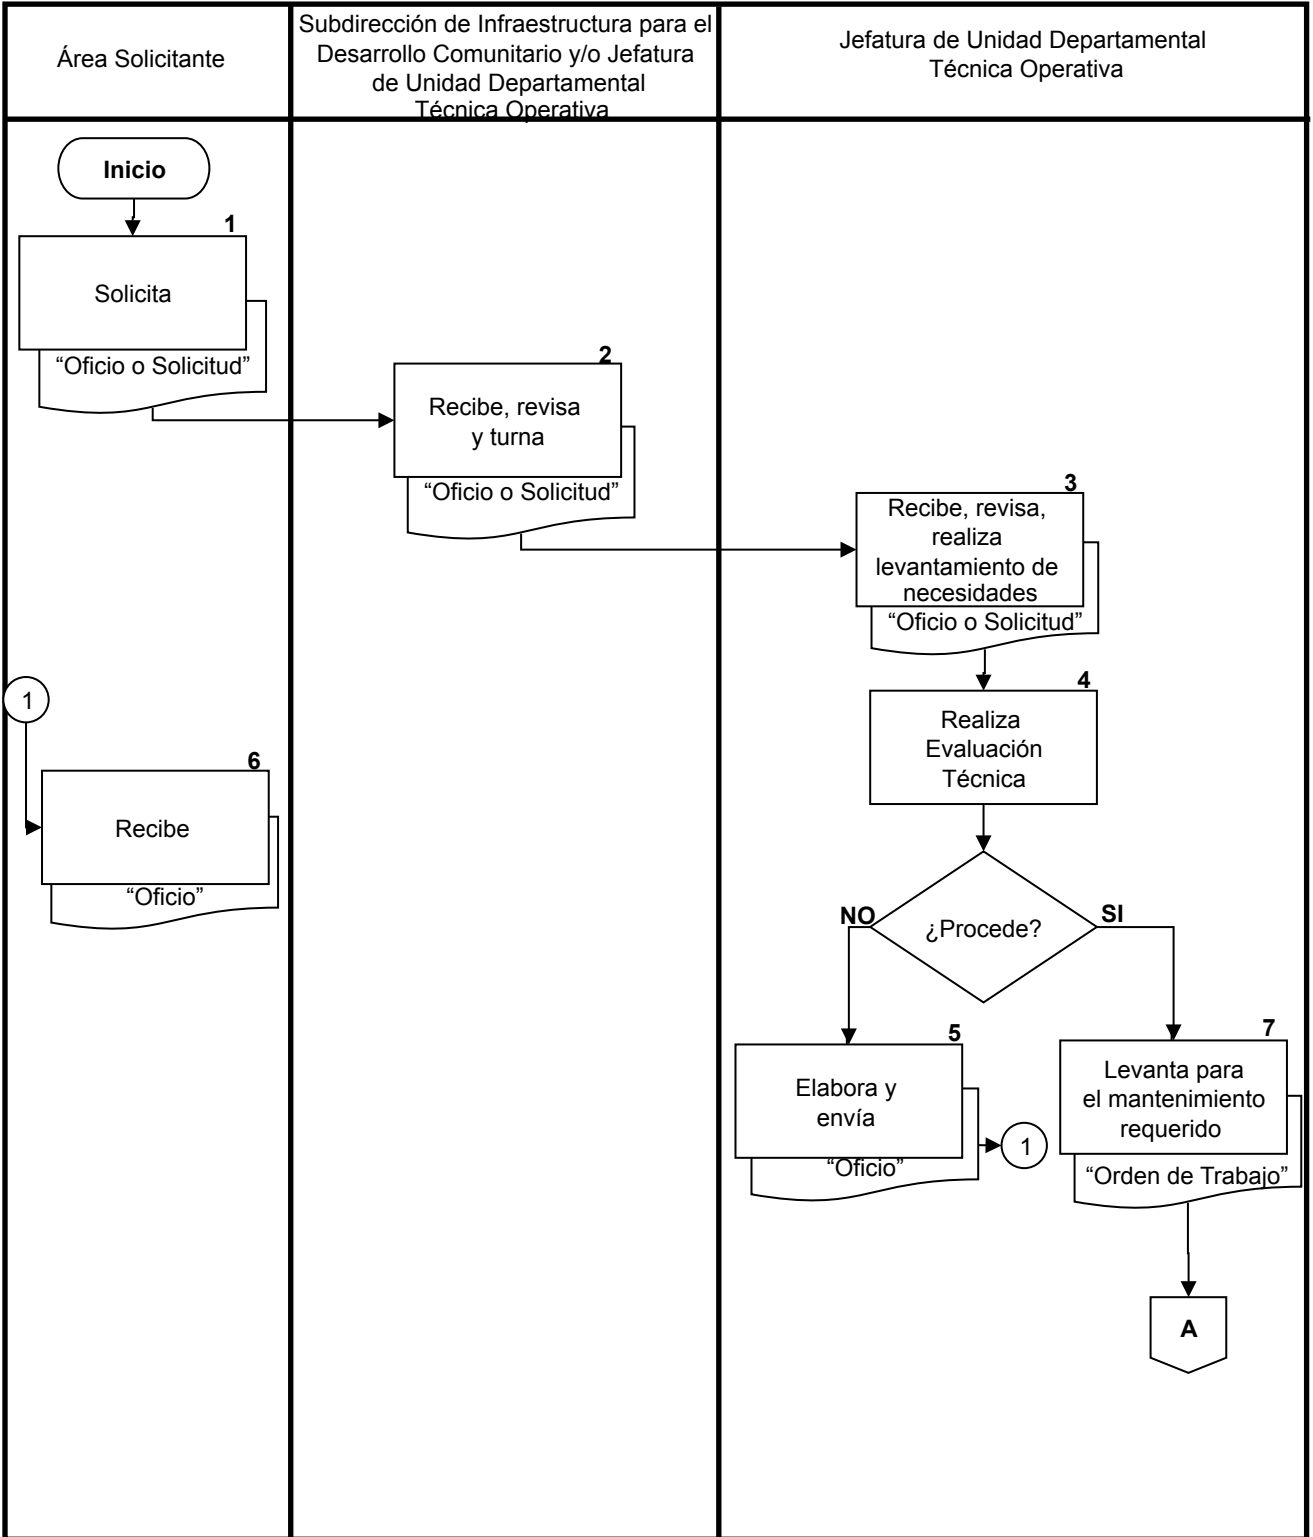 Área Solicitante
Subdirección de Infraestructura para el
Desarrollo Comunitario y/o Jefatura
de Unidad Departamental
Técnica Operativa
Jefatura de Unidad Departamental
Técnica Operativa
Inicio
1
Solicita
“Oficio o Solicitud”
2
Recibe, revisa
y turna
“Oficio o Solicitud”
3
Recibe, revisa,
realiza
levantamiento de
necesidades
“Oficio o Solicitud”
4
Realiza
Evaluación
Técnica
1
6
Recibe
“Oficio”
NO
¿Procede?
SI
5
Elabora y
envía
“Oficio”
1
7
Levanta para
el mantenimiento
requerido
“Orden de Trabajo”
A